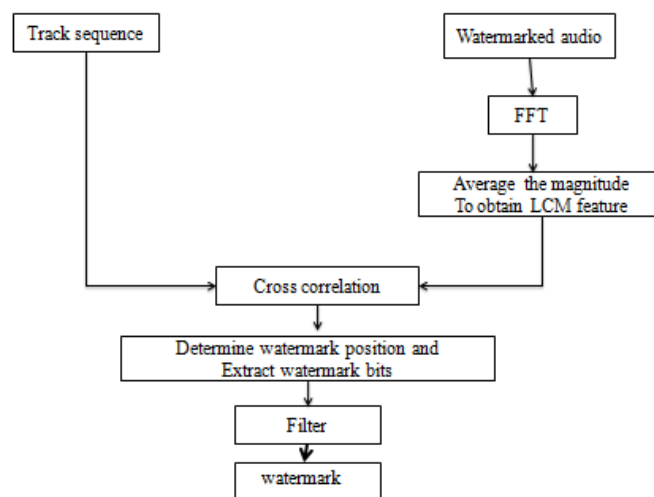 Track sequence
Watermarked audio
FFT
Average the magnitude
To obtain LCM feature
Cross correlation
Determine watermark position and
Extract watermark bits
Filter
watermark